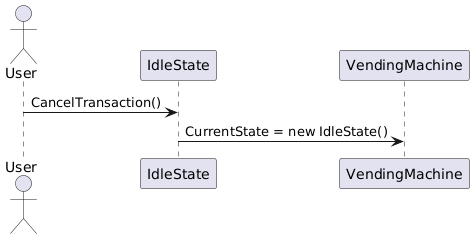 IdleState
VendingMachine
User
CancelTransaction()
CurrentState = new IdleState()
User
IdleState
VendingMachine